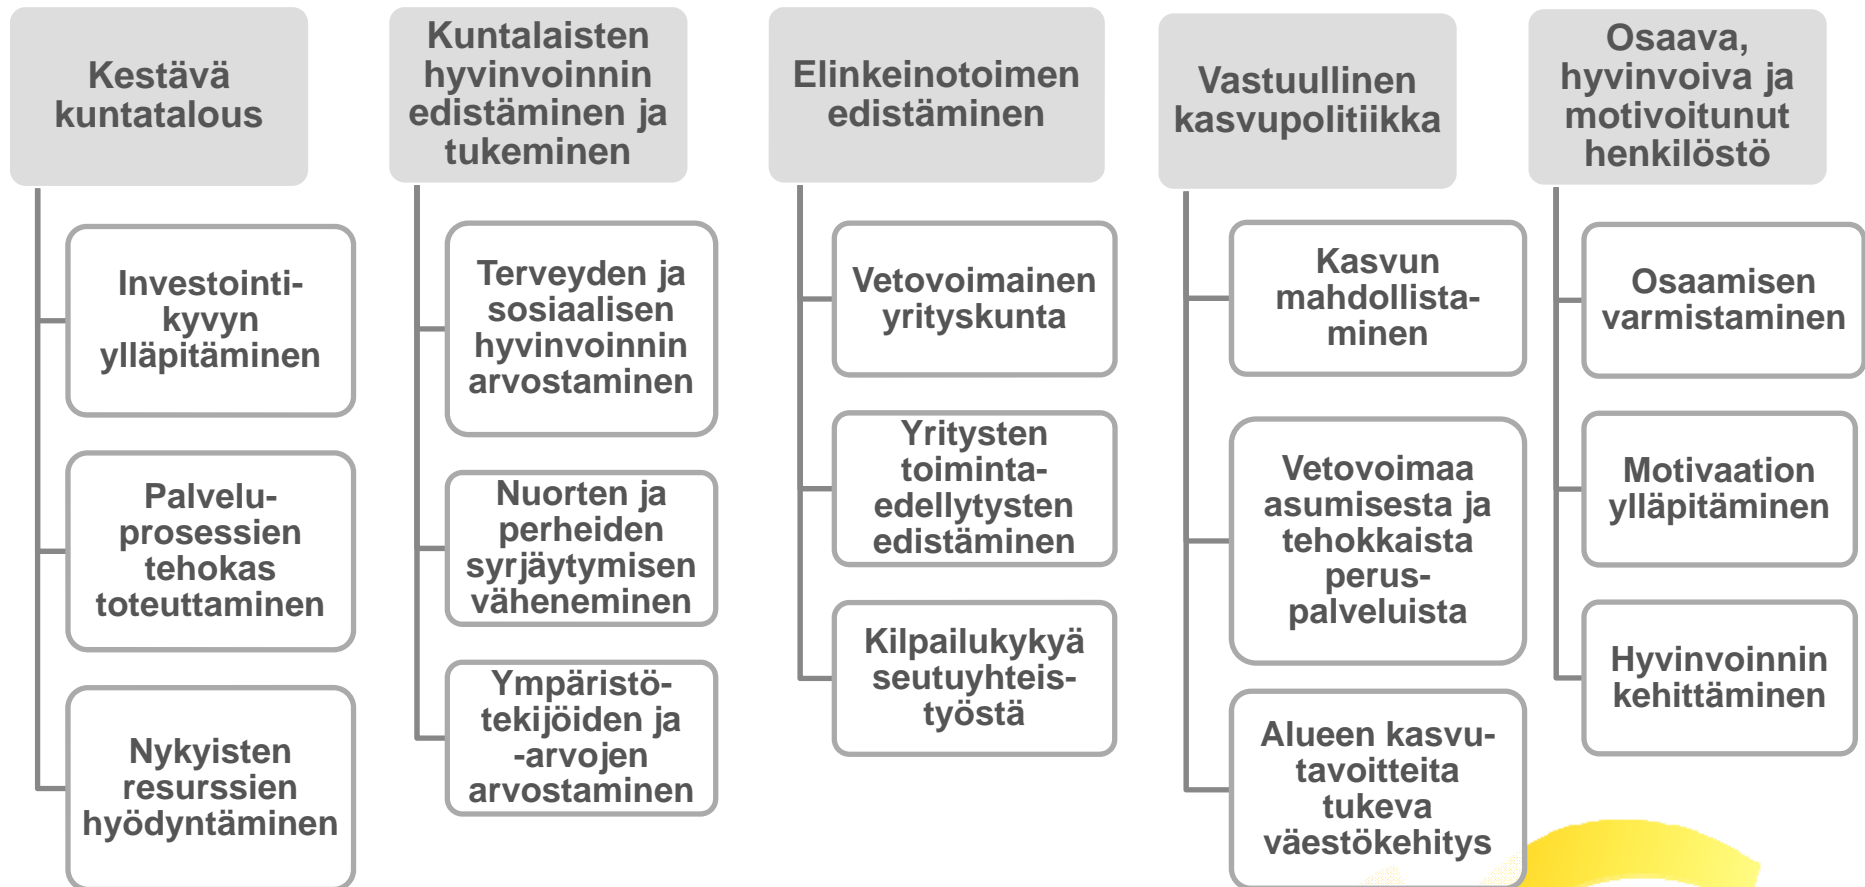 Kestävä
kuntatalous
Investointi-
kyvyn
ylläpitäminen
Palvelu-
prosessien
tehokas
toteuttaminen
Nykyisten
resurssien
hyödyntäminen
Kuntalaisten
hyvinvoinnin
edistäminen ja
tukeminen
Terveyden ja
sosiaalisen
hyvinvoinnin
arvostaminen
Nuorten ja
perheiden
syrjäytymisen
väheneminen
Ympäristö-
tekijöiden ja
-arvojen
arvostaminen
Elinkeinotoimen
edistäminen
Vetovoimainen
yrityskunta
Yritysten
toiminta-
edellytysten
edistäminen
Kilpailukykyä
seutuyhteis-
työstä
Vastuullinen
kasvupolitiikka
Kasvun
mahdollista-
minen
Vetovoimaa
asumisesta ja
tehokkaista
perus-
palveluista
Alueen kasvu-
tavoitteita
tukeva
väestökehitys
Osaava,
hyvinvoiva ja
motivoitunut
henkilöstö
Osaamisen
varmistaminen
Motivaation
ylläpitäminen
Hyvinvoinnin
kehittäminen